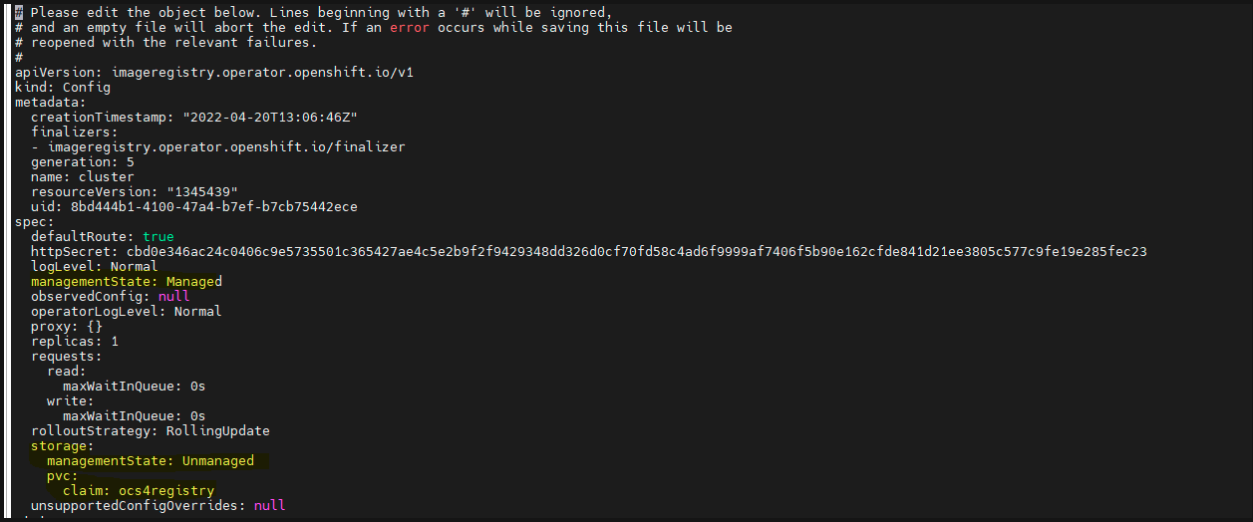 # Please edit the object below. Lines beginning with a '#' will be ignored,
# and an empty file will abort the edit. If an error occurs while saving this file will be
# reopened with the relevant failures.
#
apiVersion: imageregistry.operator.openshift.io/v1
kind: Config
metadata:
  creationTimestamp: "2022-04-20T13:06:46Z"
  finalizers:
  - imageregistry.operator.openshift.io/finalizer
  generation: 5
  name: cluster
  resourceVersion: "1345439"
  uid: 8bd444b1-4100-47a4-b7ef-b7cb75442ece
spec:
  defaultRoute: true
  httpSecret: cbd0e346ac24c0406c9e5735501c365427ae4c5e2b9f2f9429348dd326d0cf70fd58c4ad6f9999af7406f5b90e162cfde841d21ee3805c577c9fe19e285fec23
  logLevel: Normal
  managementState: Managed
  observedConfig: null
  operatorLogLevel: Normal
  proxy: {}
  replicas: 1
  requests:
    read:
      maxWaitInQueue: 0s
    write:
      maxWaitInQueue: 0s
  rolloutStrategy: RollingUpdate
  storage:
    managementState: Unmanaged
    pvc:
      claim: ocs4registry
  unsupportedConfigOverrides: null